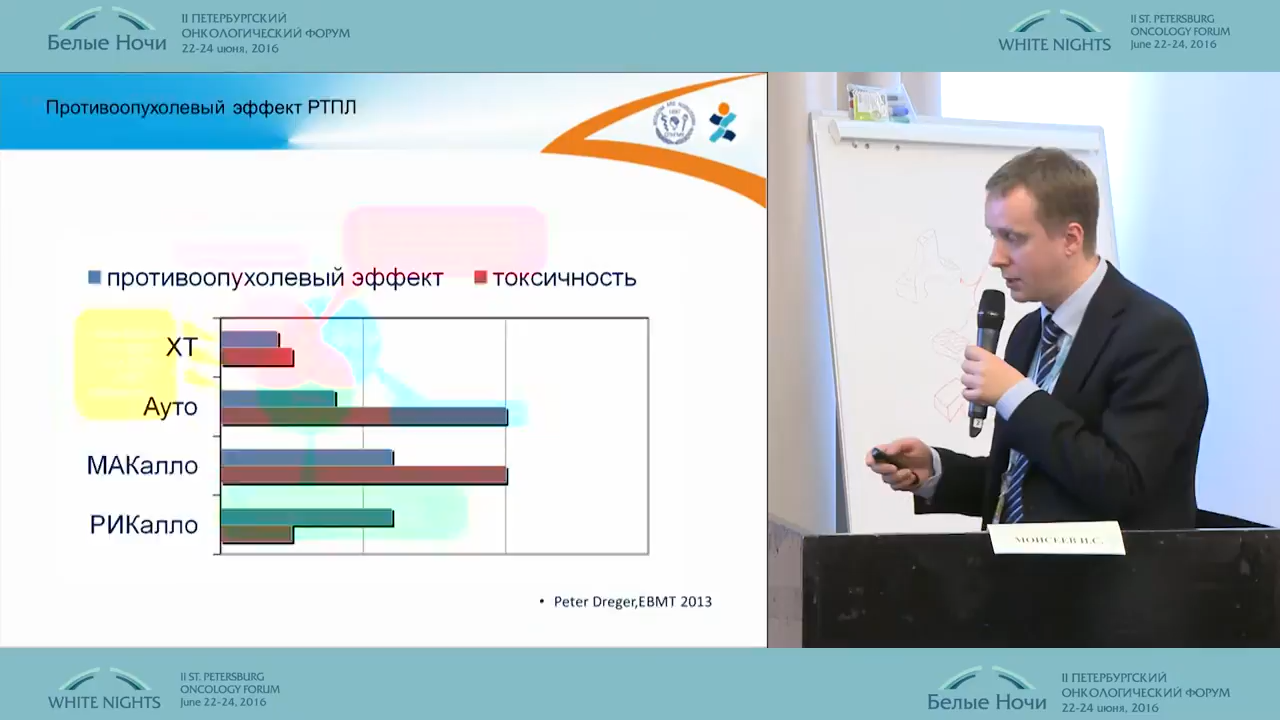 Белые Ночи
II ПЕТЕРБУРГСКИЙ
ОНКОЛОГИЧЕСКИЙ ФОРУМ
22-24 июня, 2016
WHITE NIGHTS
II ST. PETERSBURG
ONCOLOGY FORUM
June 22-24, 2016
Противоопухолевый эффект РТПЛ
противоопухолевый эффект
токсичность
ХТ
Ауто
МАКалло
РИКалло
• Peter Dreger,EBMT 2013
МОИСЕЕВ И.С.
WHITE NIGHTS
II ST. PETERSBURG
ONCOLOGY FORUM
June 22-24, 2016
Белые Ночи
II ПЕТЕРБУРГСКИЙ
ОНКОЛОГИЧЕСКИЙ ФОРУМ
22-24 июня, 2016